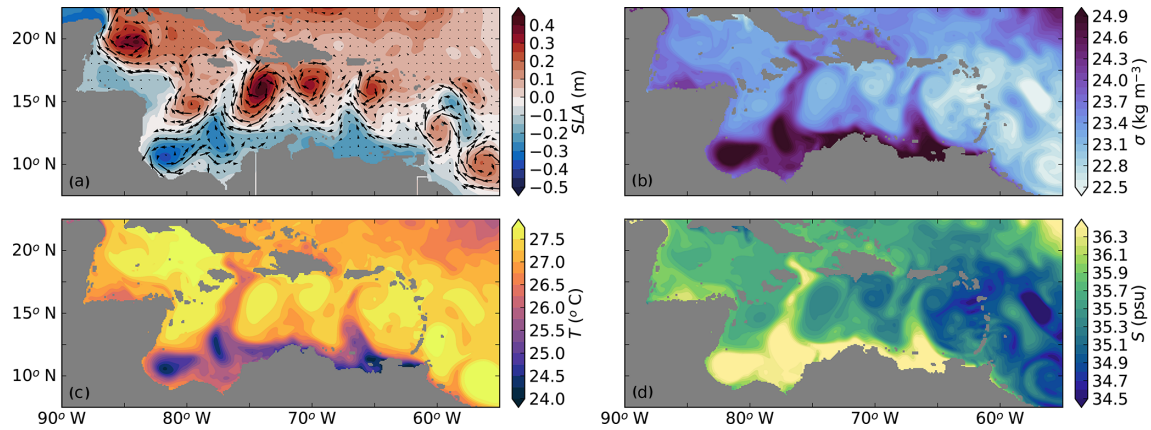 20° N
15° N
10° N
(a)
0.4
0.3
0.2
0.1
0.0
−0.1
−0.2
−0.3
−0.4
−0.5
SLA (m)
(b)
24.9
24.6
24.3
24.0
23.7
23.4
23.1
22.8
22.5
σ (kg m⁻³)
20° N
15° N
10° N
(c)
27.5
27.0
26.5
26.0
25.5
25.0
24.5
24.0
T (° C)
90° W
80° W
70° W
60° W
(d)
36.3
36.1
35.9
35.7
35.5
35.3
35.1
34.9
34.7
34.5
S (psu)
90° W
80° W
70° W
60° W